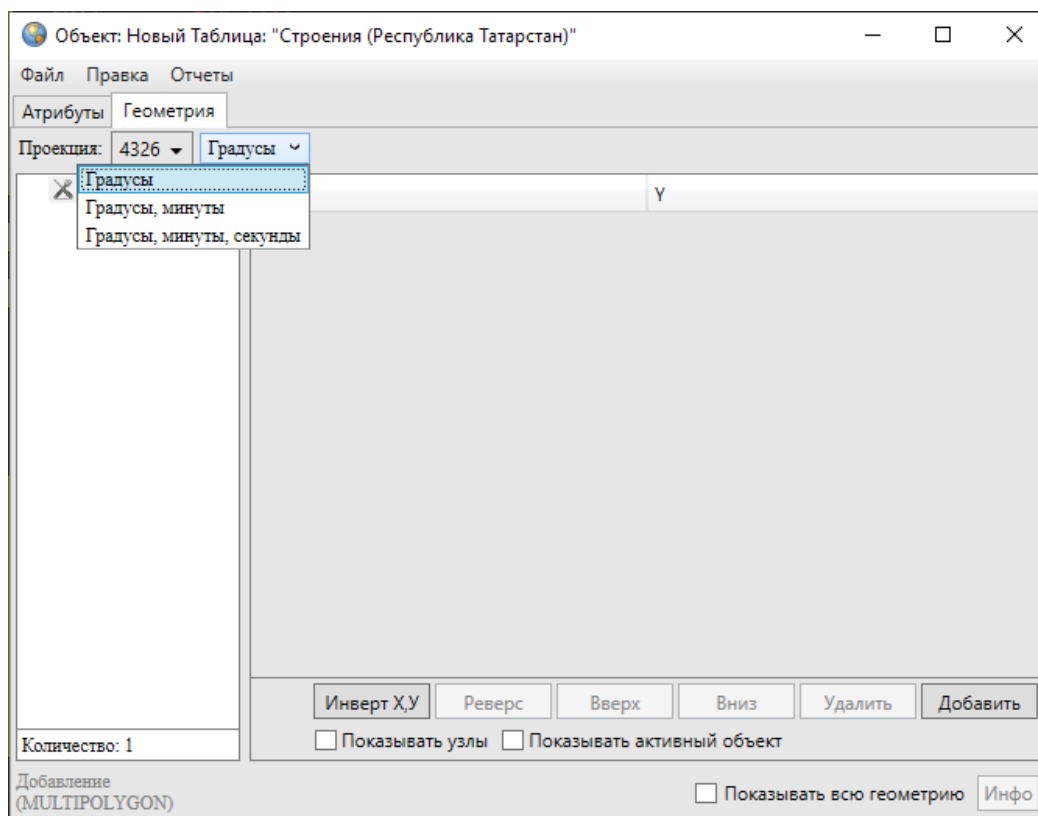 Объект: Новый Таблица: "Строения (Республика Татарстан)"
Файл Правка Отчеты
Атрибуты Геометрия
Проекция: 4326 Градусы
Градусы
Градусы, минуты
Градусы, минуты, секунды
Y
Инверт X,У Реверс Вверх Вниз Удалить Добавить
Показывать узлы Показывать активный объект
Количество: 1
Добавление
(MULTIPOLYGON)
Показывать всю геометрию Инфо